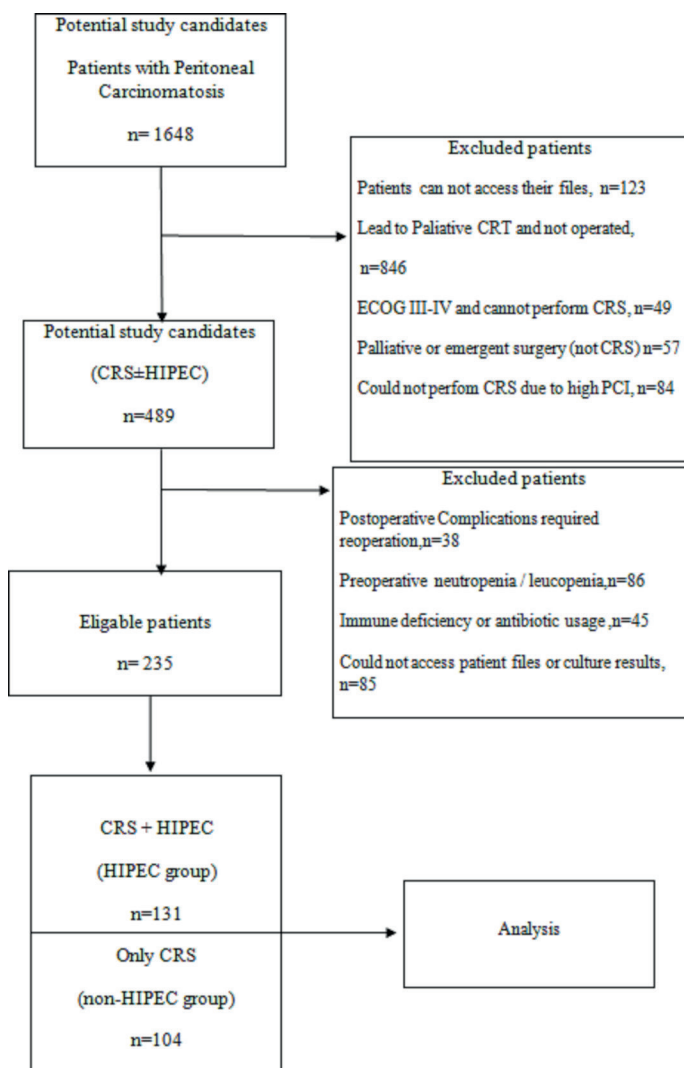 Potential study candidates
Patients with Peritoneal
Carcinomatosis
n= 1648
Excluded patients
Patients can not access their files, n=123
Lead to Paliative CRT and not operated,
n=846
ECOG III-IV and cannot perform CRS, n=49
Palliative or emergent surgery (not CRS) n=57
Could not perfom CRS due to high PCI, n=84
Potential study candidates
(CRS±HIPEC)
n=489
Excluded patients
Postoperative Complications required
reoperation,n=38
Preoperative neutropenia / leucopenia,n=86
Immune deficiency or antibiotic usage ,n=45
Could not access patient files or culture results,
n=85
Eligable patients
n= 235
CRS + HIPEC
(HIPEC group)
n=131
Only CRS
(non-HIPEC group)
n=104
Analysis